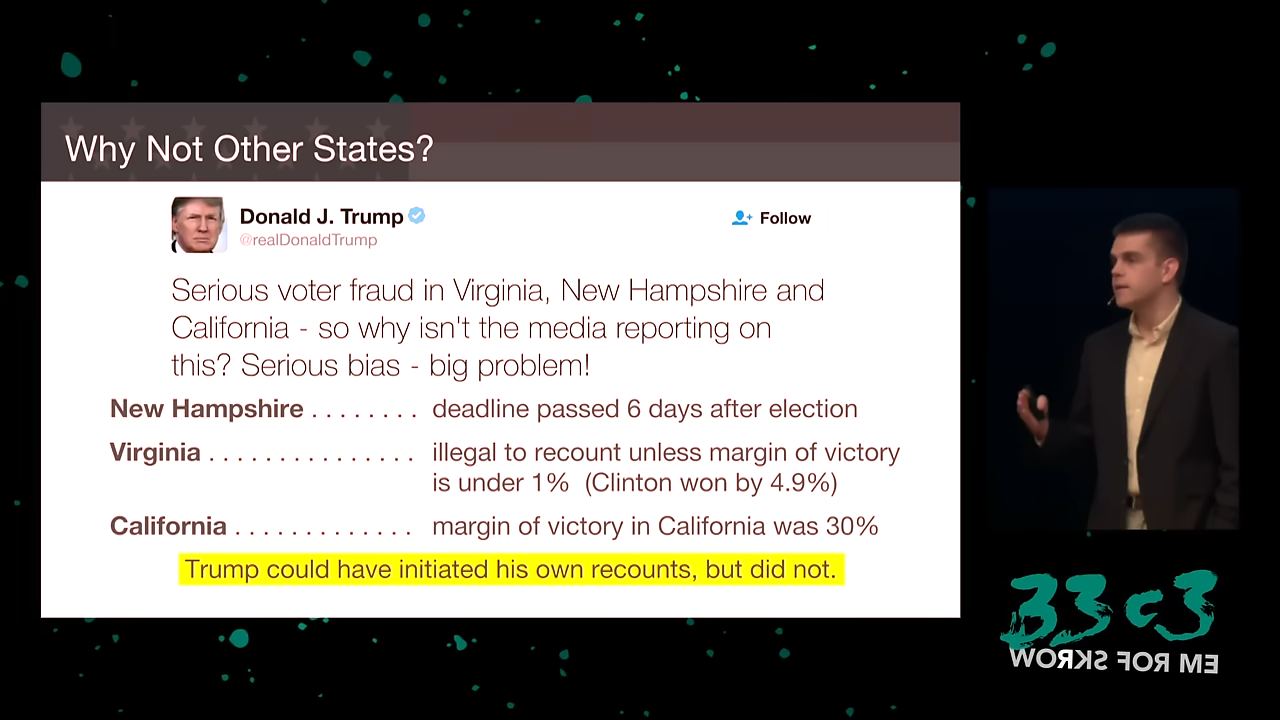 Why Not Other States?
Donald J. Trump
Follow
@realDonaldTrump
Serious voter fraud in Virginia, New Hampshire and
California - so why isn't the media reporting on
this? Serious bias - big problem!
New Hampshire . . . . . . . . deadline passed 6 days after election
Virginia . . . . . . . . . . . . . . . illegal to recount unless margin of victory
is under 1% (Clinton won by 4.9%)
California . . . . . . . . . . . . . margin of victory in California was 30%
Trump could have initiated his own recounts, but did not.
33c3
WORKS FOR ME